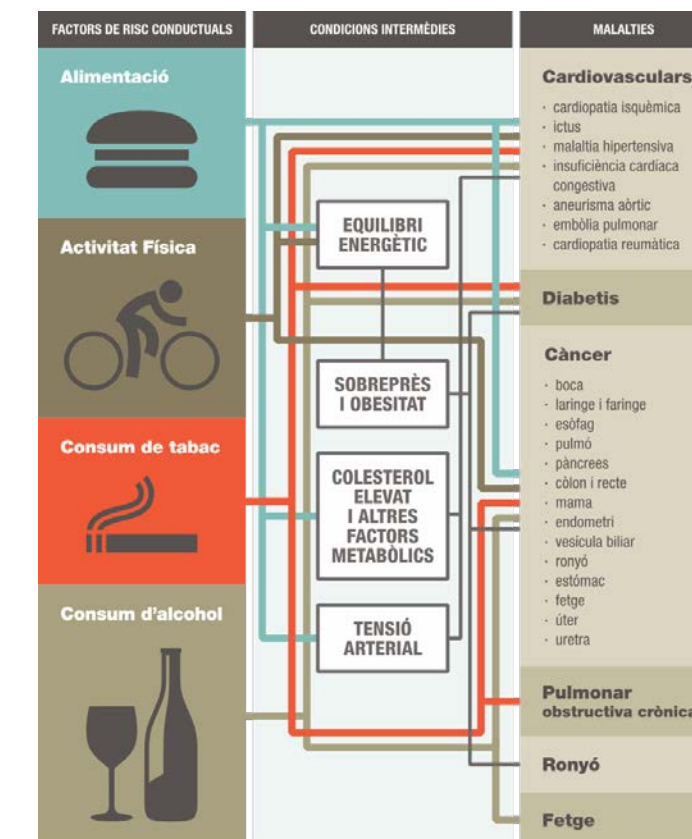 FACTORS DE RISC CONDUCTUALS
CONDICIONS INTERMÈDIES
MALALTIES
Alimentació
Activitat Física
Consum de tabac
Consum d'alcohol
EQUILIBRI
ENERGÈTIC
SOBREPRÈS
I OBESITAT
COLESTEROL
ELEVAT
I ALTRES
FACTORS
METABÒLICS
TENSIÓ
ARTERIAL
Cardiovasculars
· cardiopatia isquèmica
· ictus
· malaltia hipertensiva
· insuficiència cardíaca
congestiva
· aneurisma aòrtic
· embòlia pulmonar
· cardiopatia reumàtica
Diabetis
Càncer
· boca
· laringe i faringe
· esòfag
· pulmó
· pàncrees
· còlon i recte
· mama
· endometri
· vesícula biliar
· ronyó
· estómac
· fetge
· úter
· uretra
Pulmonar
obstructiva crònica
Ronyó
Fetge